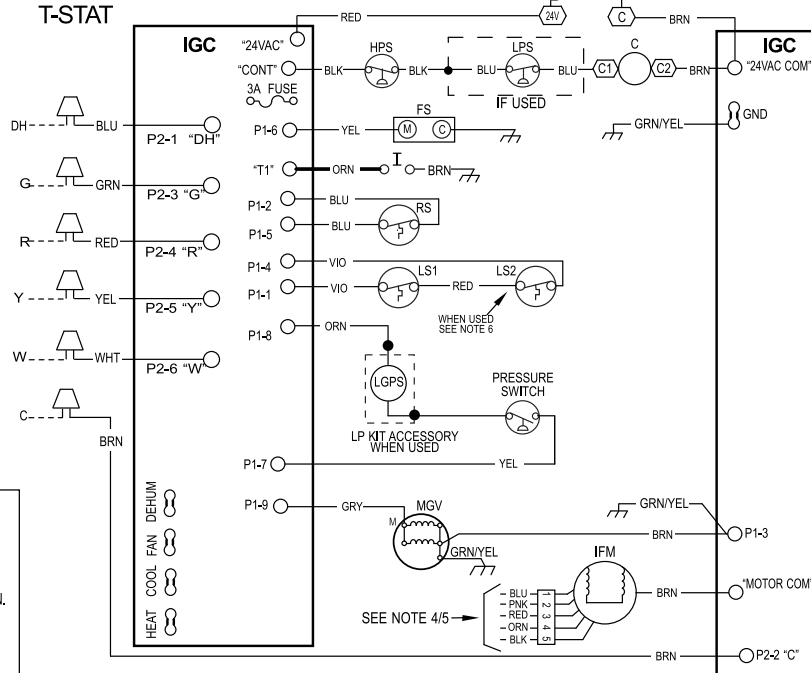 T-STAT
RED
24V
C
BRN
IGC
"24VAC"
HPS
LPS
C
IGC
"CONT"
BLK
BLK
BLU
BLU
C1
C2
BRN
"24VAC COM"
3A FUSE
IF USED
DH
BLU
P2-1 "DH"
P1-6
YEL
FS
M
C
GRN/YEL
GND
"T1"
ORN
I
BRN
G
GRN
P2-3 "G"
P1-2
BLU
RS
P1-5
BLU
R
RED
P2-4 "R"
P1-4
VIO
LS1
RED
LS2
P1-1
VIO
Y
YEL
P2-5 "Y"
WHEN USED
SEE NOTE 6
P1-8
ORN
W
WHT
P2-6 "W"
LGPS
PRESSURE
SWITCH
C
BRN
LP KIT ACCESSORY
WHEN USED
P1-7
YEL
DEHUM
FAN
COOL
HEAT
P1-9
GRY
M
MGV
GRN/YEL
GRN/YEL
BRN
P1-3
IFM
SEE NOTE 4/5
BLU 1
PNK 2
RED 3
ORN 4
BLK 5
BRN
"MOTOR COM"
N.
BRN
P2-2 "C"